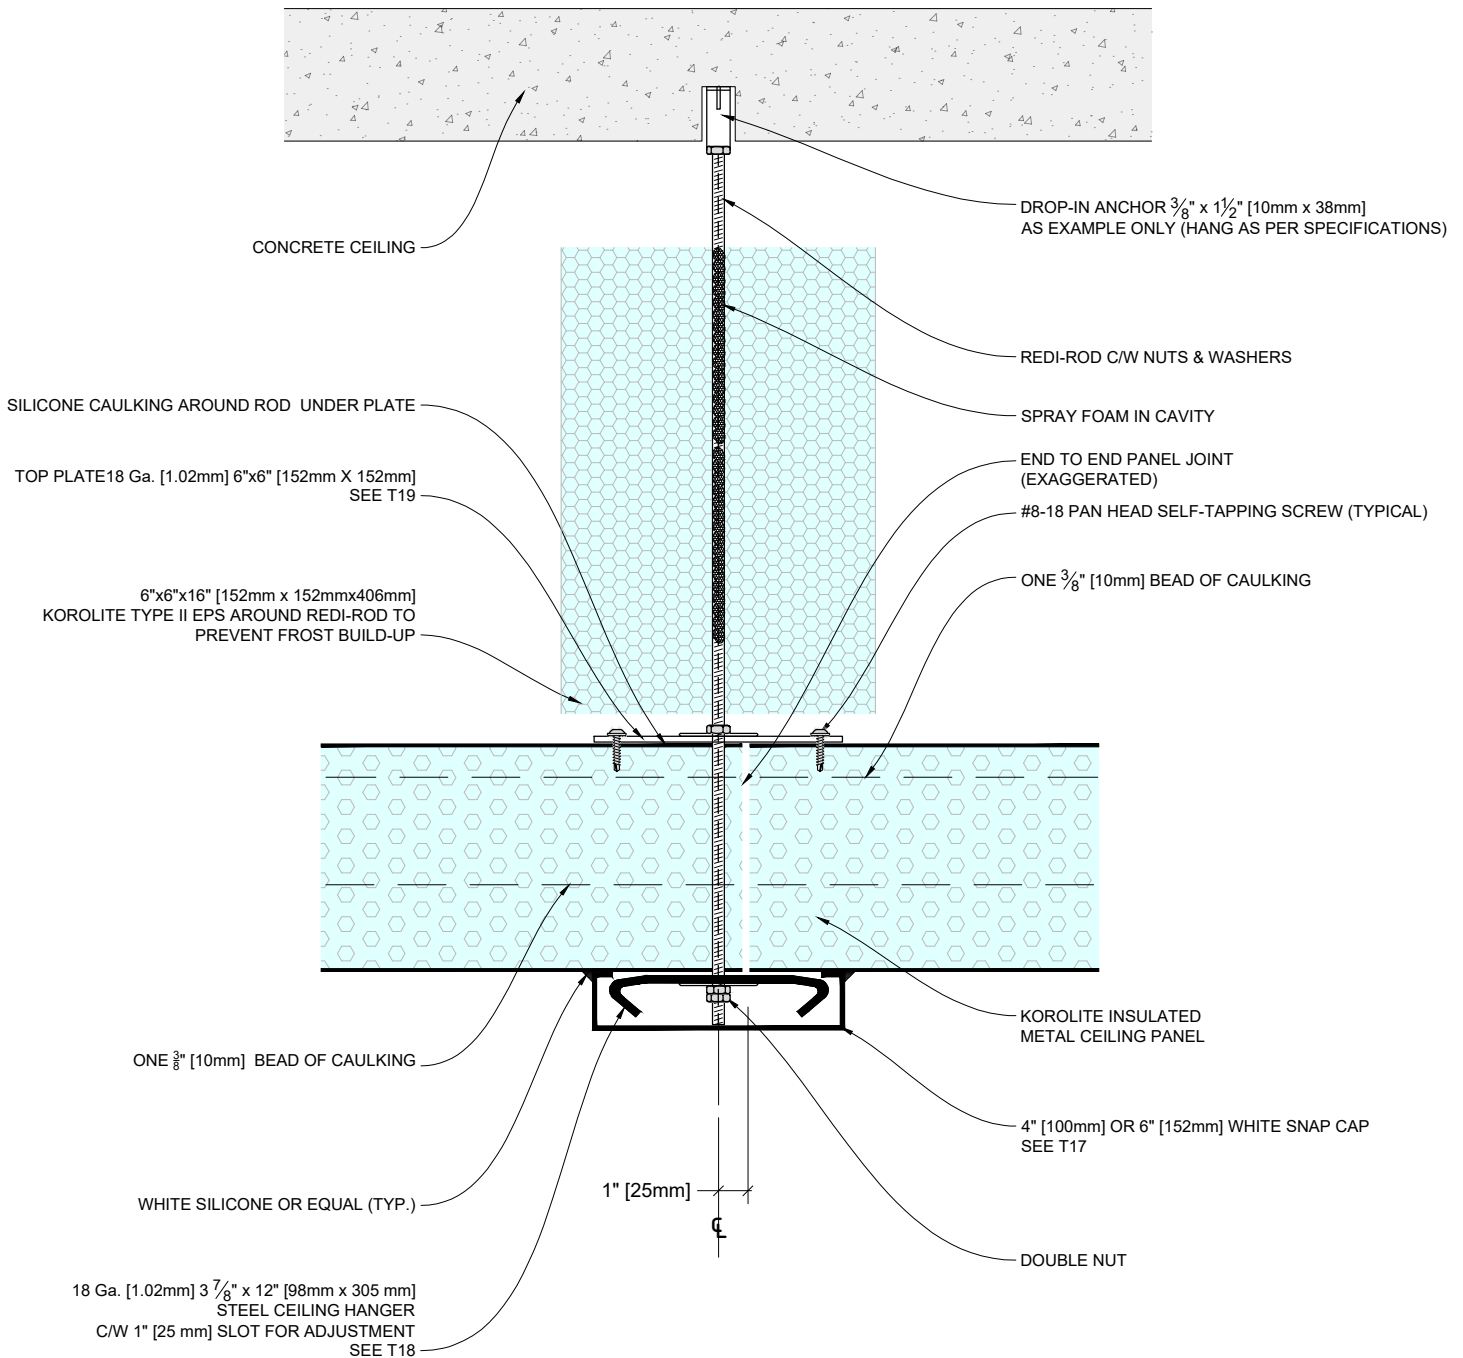 CONCRETE CEILING
SILICONE CAULKING AROUND ROD  UNDER PLATE
TOP PLATE18 Ga. [1.02mm] 6"x6" [152mm X 152mm]
SEE T19
6"x6"x16" [152mm x 152mmx406mm]
KOROLITE TYPE II EPS AROUND REDI-ROD TO
PREVENT FROST BUILD-UP
ONE 3/8" [10mm]  BEAD OF CAULKING
WHITE SILICONE OR EQUAL (TYP.)
18 Ga. [1.02mm] 3 7/8" x 12" [98mm x 305 mm]
STEEL CEILING HANGER
C/W 1" [25 mm] SLOT FOR ADJUSTMENT
SEE T18
1" [25mm]
℄
DROP-IN ANCHOR 3/8" x 1 1/2" [10mm x 38mm]
AS EXAMPLE ONLY (HANG AS PER SPECIFICATIONS)
REDI-ROD C/W NUTS & WASHERS
SPRAY FOAM IN CAVITY
END TO END PANEL JOINT
(EXAGGERATED)
#8-18 PAN HEAD SELF-TAPPING SCREW (TYPICAL)
ONE 3/8" [10mm] BEAD OF CAULKING
KOROLITE INSULATED
METAL CEILING PANEL
4" [100mm] OR 6" [152mm] WHITE SNAP CAP
SEE T17
DOUBLE NUT